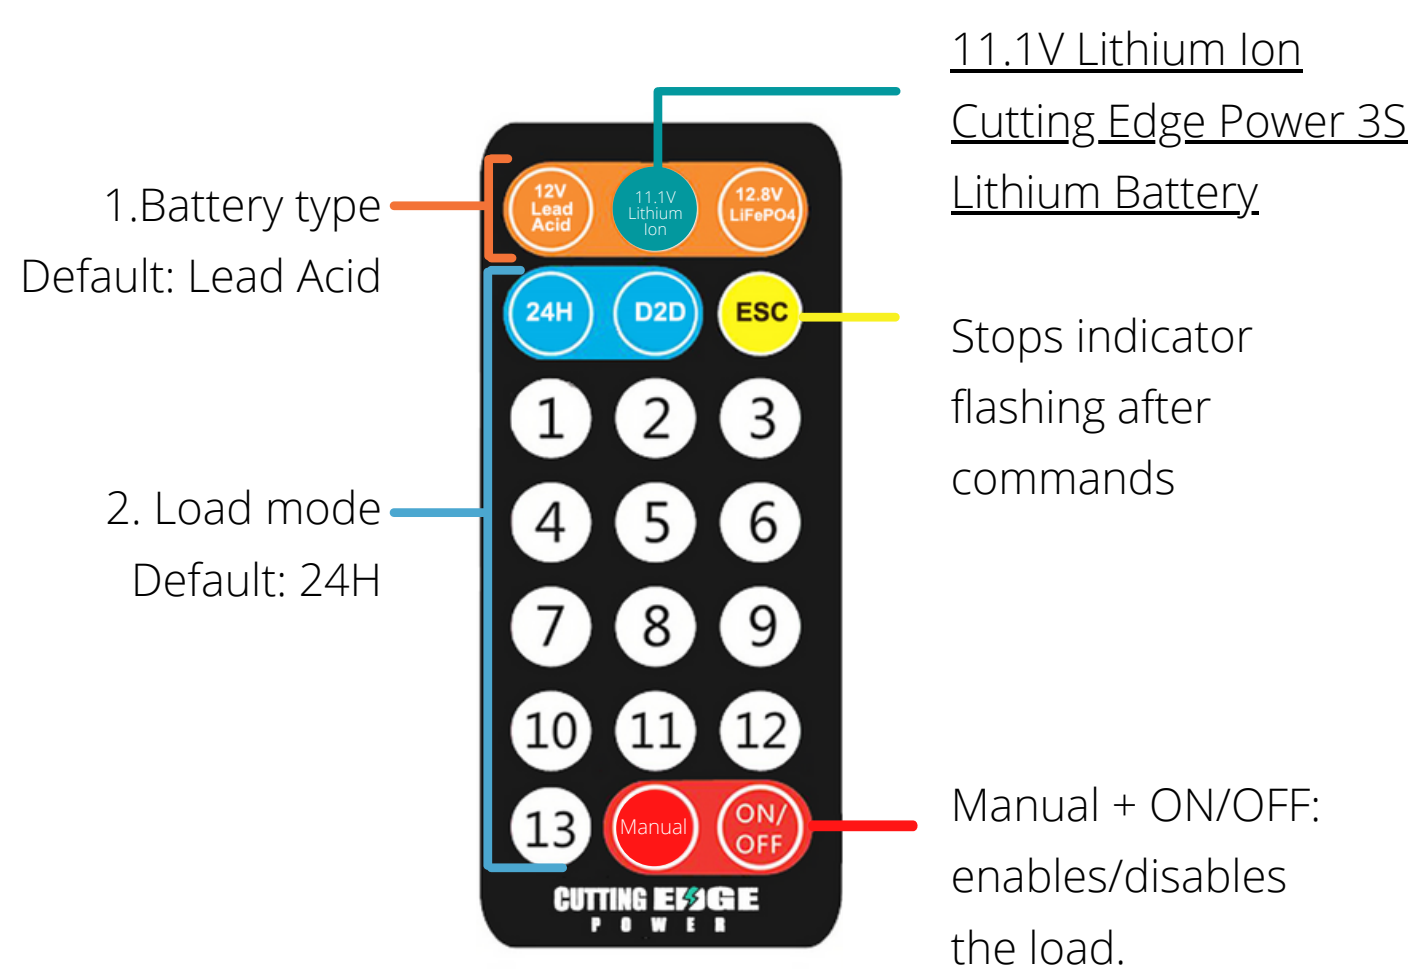 11.1V Lithium Ion
Cutting Edge Power 3S
Lithium Battery
1.Battery type
Default: Lead Acid
12V
Lead
Acid
11.1V
Lithium
Ion
12.8V
LiFePO4
24H
D2D
ESC
Stops indicator
flashing after
commands
1
2
3
4
5
6
2. Load mode
Default: 24H
7
8
9
10
11
12
13
Manual
ON/
OFF
Manual + ON/OFF:
enables/disables
the load.
CUTTING EDGE
POWER